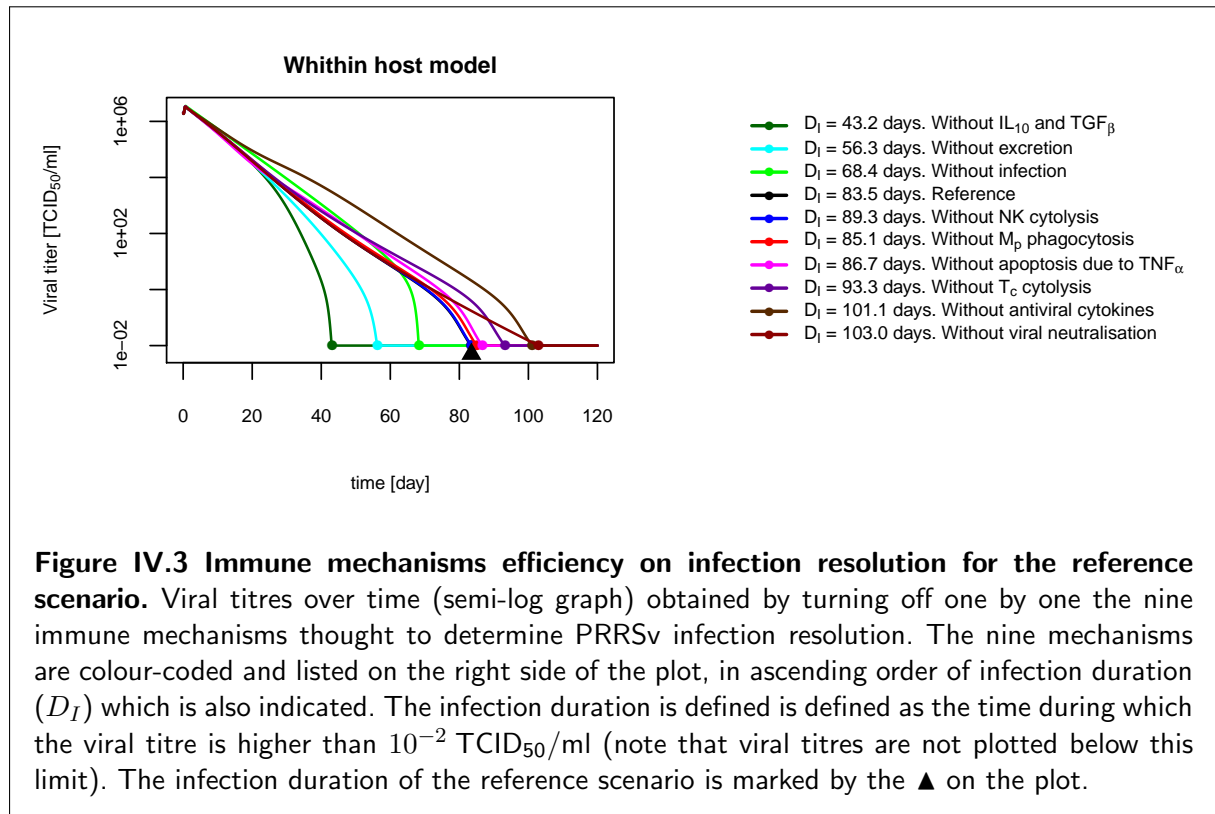 Whithin host model
Viral titer [TCID50/ml]
1e+06
1e+02
1e−02
0 20 40 60 80 100 120
time [day]
DI = 43.2 days. Without IL10 and TGFβ
DI = 56.3 days. Without excretion
DI = 68.4 days. Without infection
DI = 83.5 days. Reference
DI = 89.3 days. Without NK cytolysis
DI = 85.1 days. Without Mp phagocytosis
DI = 86.7 days. Without apoptosis due to TNFα
DI = 93.3 days. Without Tc cytolysis
DI = 101.1 days. Without antiviral cytokines
DI = 103.0 days. Without viral neutralisation
Figure IV.3 Immune mechanisms efficiency on infection resolution for the reference
scenario. Viral titres over time (semi-log graph) obtained by turning off one by one the nine
immune mechanisms thought to determine PRRSv infection resolution. The nine mechanisms
are colour-coded and listed on the right side of the plot, in ascending order of infection duration
(DI) which is also indicated. The infection duration is defined is defined as the time during which
the viral titre is higher than 10−2 TCID50/ml (note that viral titres are not plotted below this
limit). The infection duration of the reference scenario is marked by the ▲ on the plot.